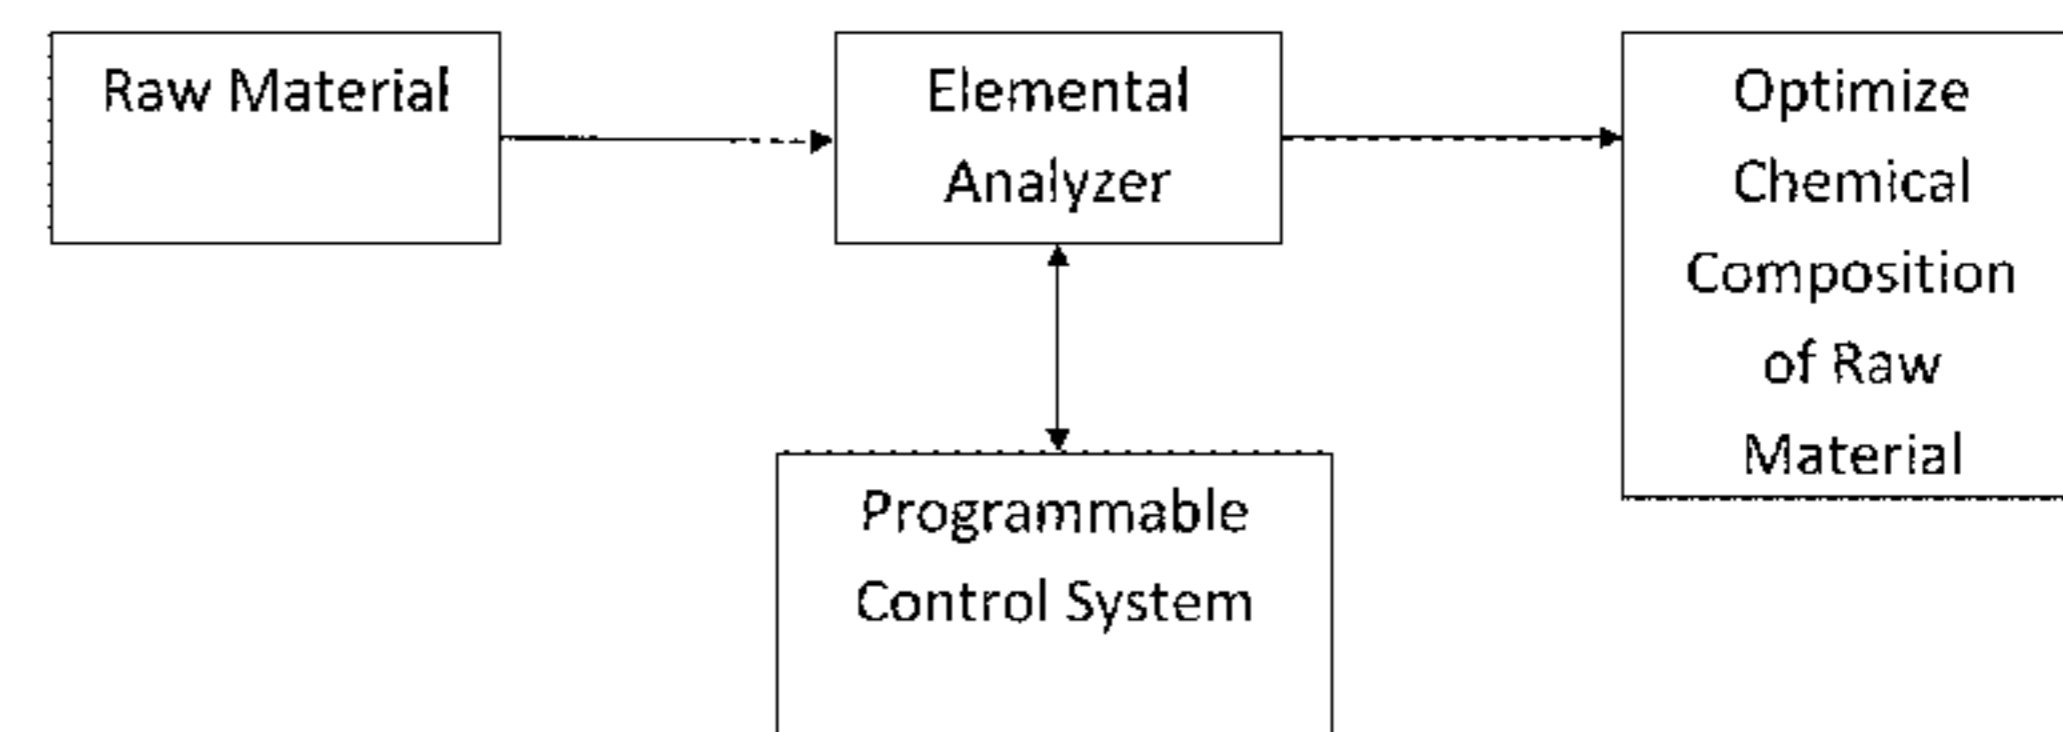 Raw Material
Elemental
Analyzer
Optimize
Chemical
Composition
of Raw
Material
Programmable
Control System